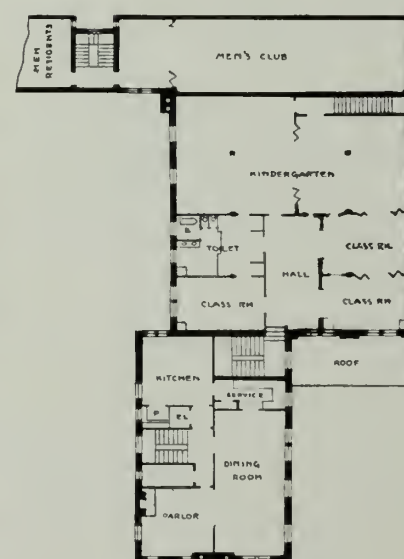 MEN
RESIDENTS
MEN'S CLUB
KINDERGARTEN
TOILET
CLASS RM.
HALL
CLASS RM
CLASS RM
KITCHEN
ROOF
SERVICE
P
CL
DINING
ROOM
PARLOR